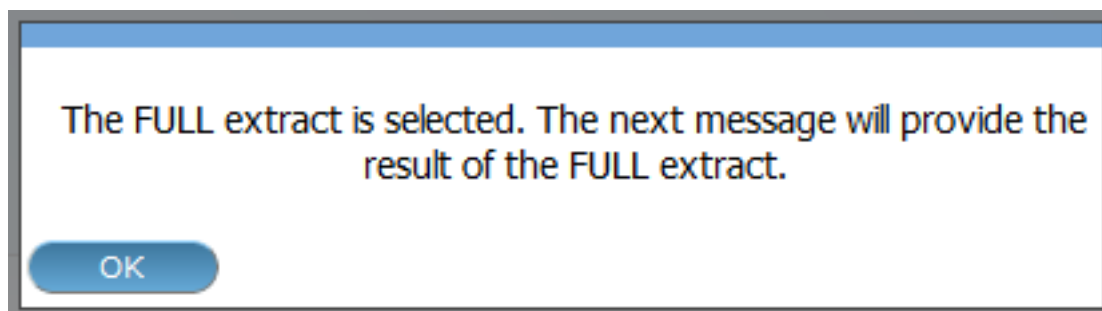 The FULL extract is selected. The next message will provide the
result of the FULL extract.
OK